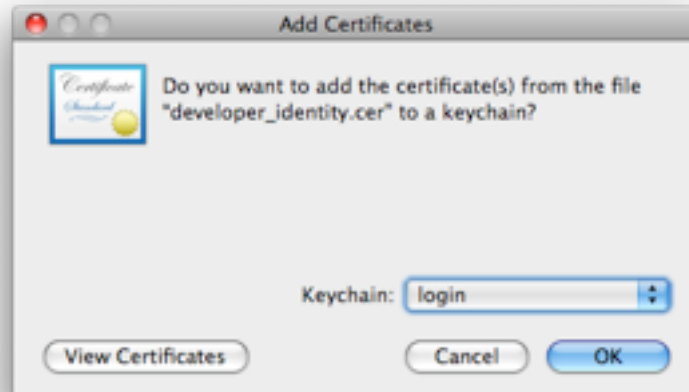 Add Certificates
Certificate
Standard
Do you want to add the certificate(s) from the file
"developer_identity.cer" to a keychain?
Keychain: login
View Certificates Cancel OK